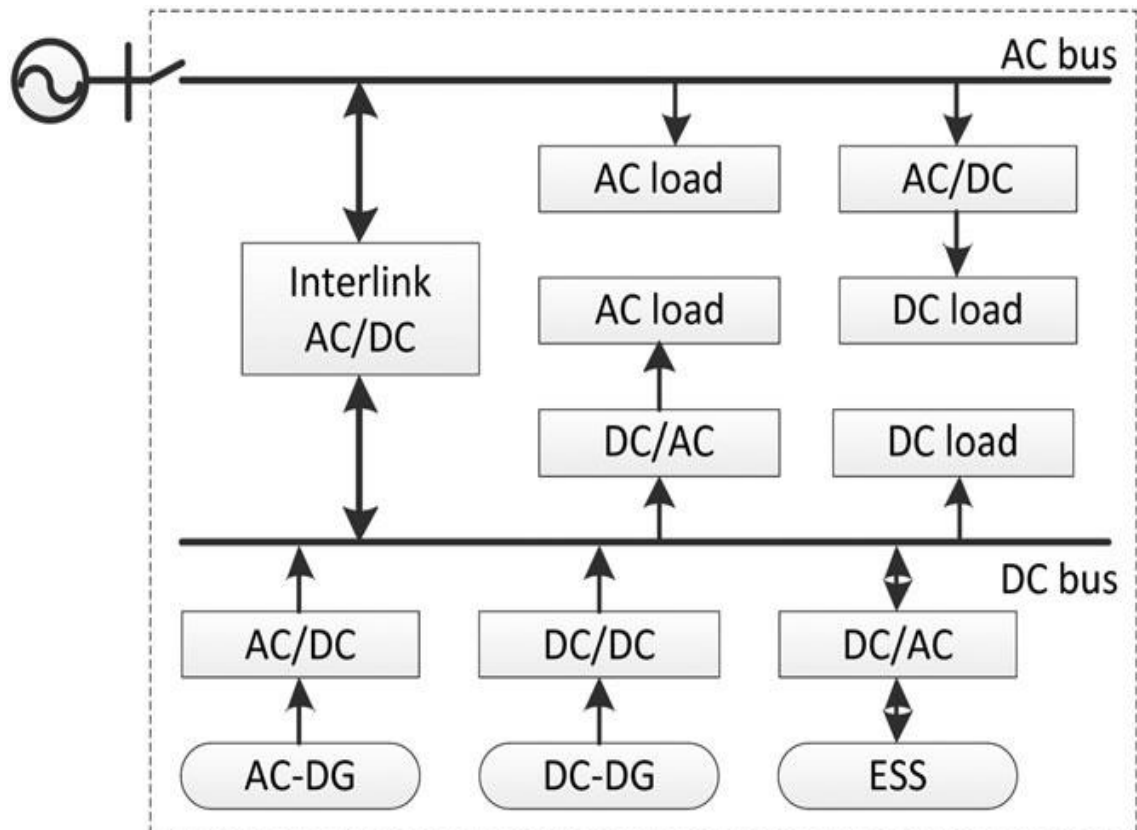 AC bus
AC load
AC/DC
Interlink
AC/DC
AC load
DC load
DC/AC
DC load
DC bus
AC/DC
DC/DC
DC/AC
AC-DG
DC-DG
ESS